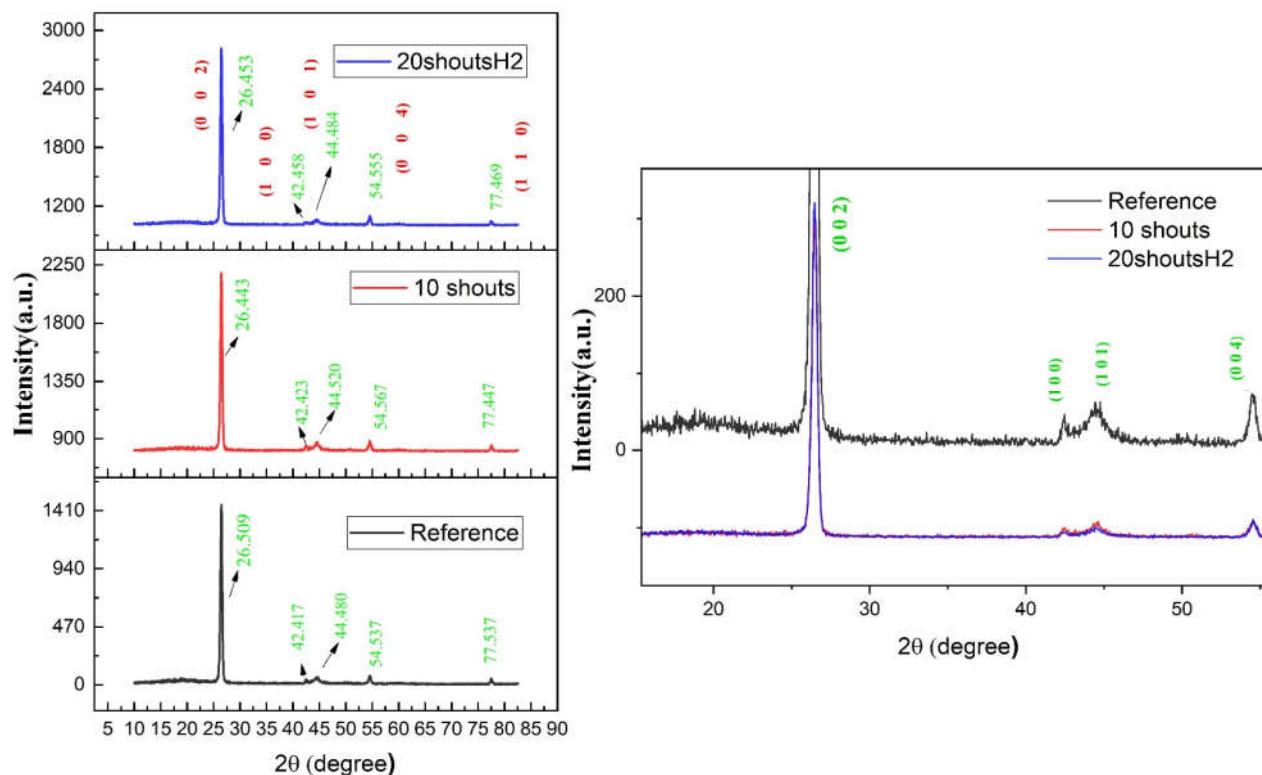 3000
2400
1800
1200
Intensity(a.u.)
20shoutsH2
(0 0 2)
26.453
(1 0 0)
42.458
(1 0 1)
44.484
54.555
(0 0 4)
77.469
(1 1 0)
2250
1800
1350
900
Intensity(a.u.)
10 shouts
26.443
42.423
44.520
54.567
77.447
1410
940
470
0
Reference
26.509
42.417
44.480
54.537
77.537
5 10 15 20 25 30 35 40 45 50 55 60 65 70 75 80 85 90
2θ (degree)
Intensity(a.u.)
200
0
Reference
10 shouts
20shoutsH2
(0 0 2)
(1 0 0)
(1 0 1)
(0 0 4)
20 30 40 50
2θ (degree)